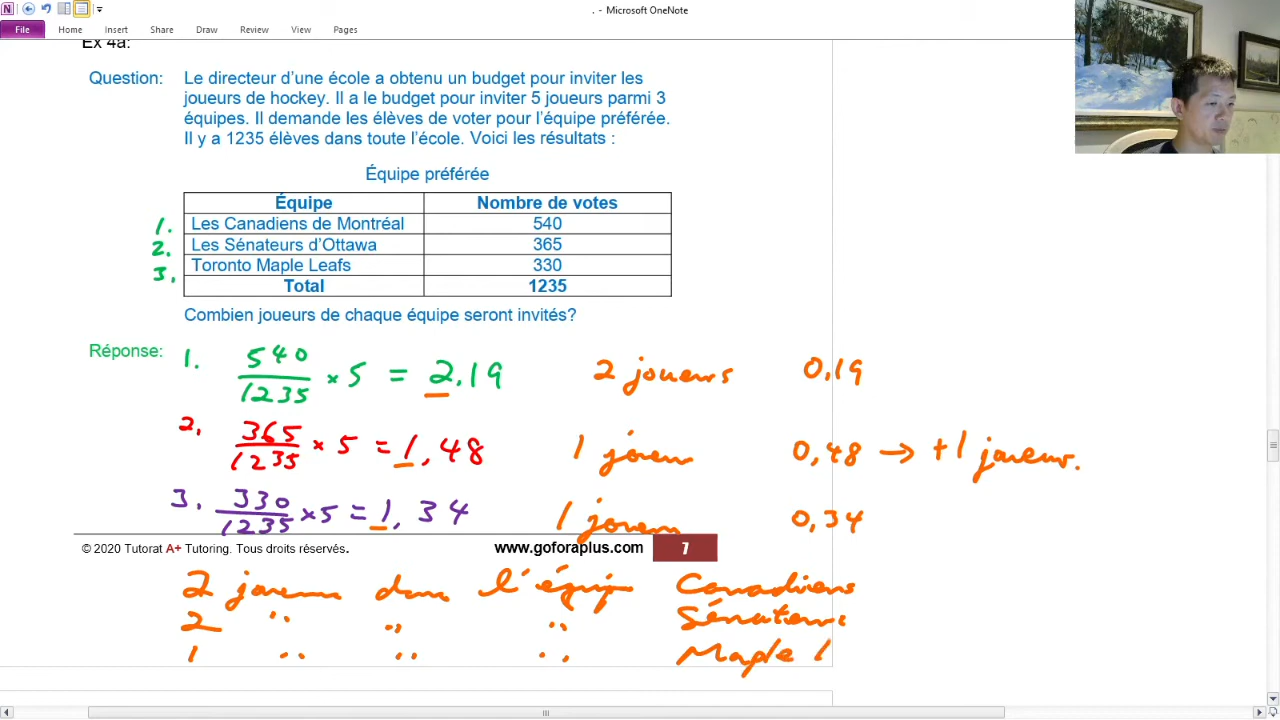 . - Microsoft OneNote
File Home Insert Share Draw Review View Pages
Ex 4a:
Question: Le directeur d'une école a obtenu un budget pour inviter les
joueurs de hockey. Il a le budget pour inviter 5 joueurs parmi 3
équipes. Il demande les élèves de voter pour l'équipe préférée.
Il y a 1235 élèves dans toute l'école. Voici les résultats :
Équipe préférée
Équipe Nombre de votes
1. Les Canadiens de Montréal 540
2. Les Sénateurs d'Ottawa 365
3. Toronto Maple Leafs 330
Total 1235
Combien joueurs de chaque équipe seront invités?
Réponse: 1. 540/1235 × 5 = 2,19 2 joueurs 0,19
2. 365/1235 × 5 = 1,48 1 joueur 0,48 → +1 joueurs.
3. 330/1235 × 5 = 1,34 1 joueur 0,34
© 2020 Tutorat A+ Tutoring. Tous droits réservés. www.goforaplus.com 7
2 joueurs dans l'équipe Canadiens
2 " " " Sénateurs
1 " " " Maple l